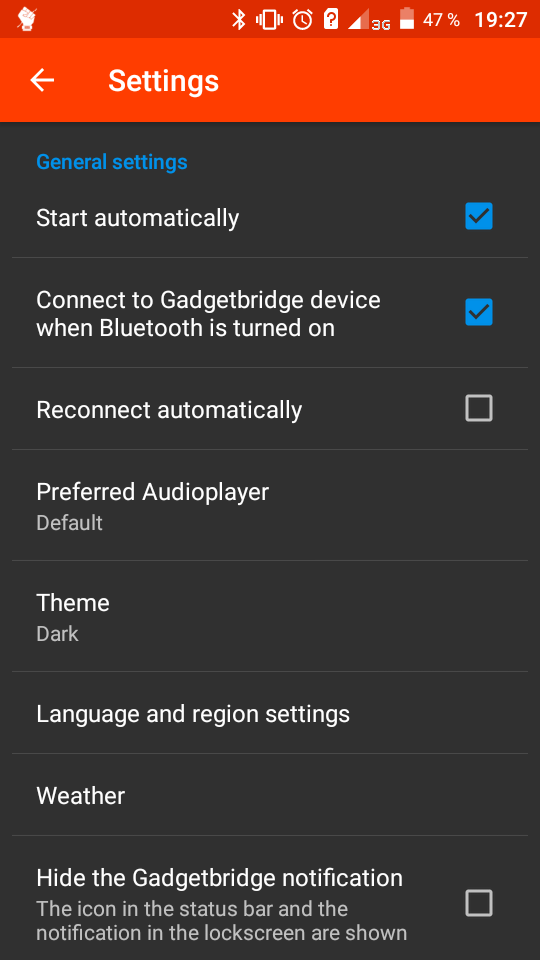 3G 47 % 19:27
Settings
General settings
Start automatically
Connect to Gadgetbridge device
when Bluetooth is turned on
Reconnect automatically
Preferred Audioplayer
Default
Theme
Dark
Language and region settings
Weather
Hide the Gadgetbridge notification
The icon in the status bar and the
notification in the lockscreen are shown